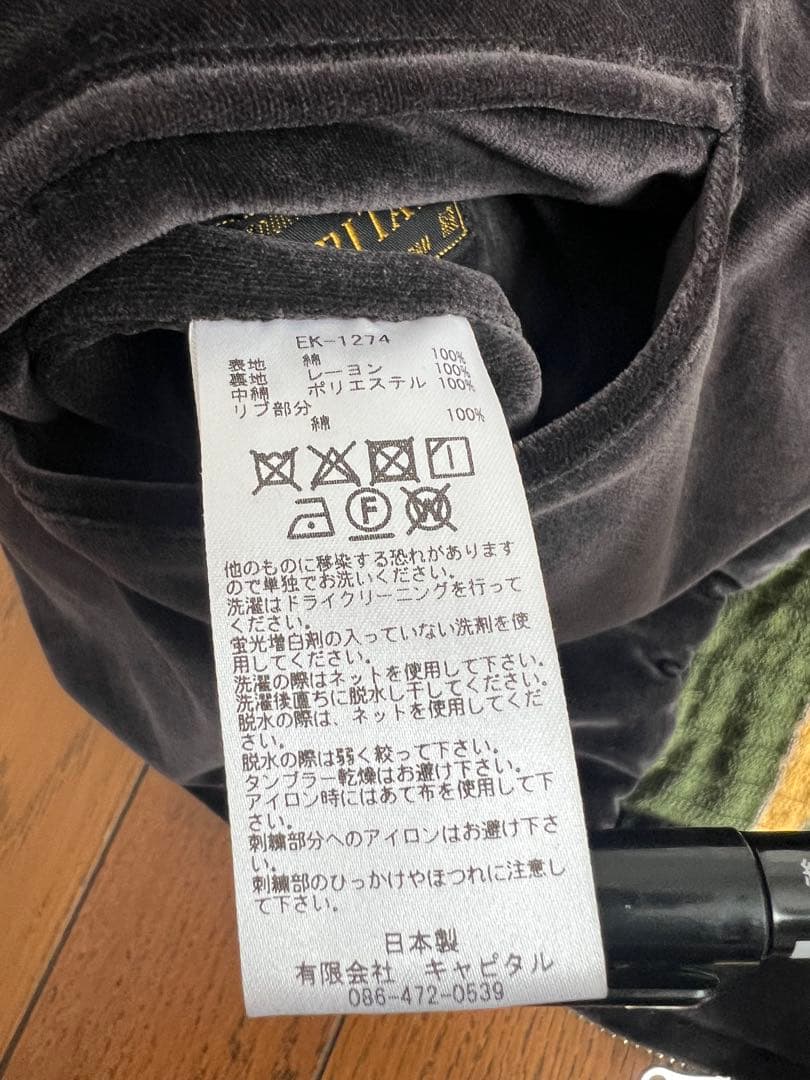 PITA
EK-1274
表地 綿 100%
裏地 レーヨン 100%
中綿 ポリエステル 100%
リブ部分
綿 100%
F
W
他のものに移染する恐れがあります
ので単独でお洗いください。
洗濯はドライクリーニングを行って
ください。
蛍光増白剤の入っていない洗剤を使
用してください。
洗濯の際はネットを使用して下さい。
洗濯後直ちに脱水し干してください。
脱水の際は、ネットを使用してくだ
さい。
脱水の際は弱く絞って下さい。
タンブラー乾燥はお避け下さい。
アイロン時にはあて布を使用して下
さい。
刺繍部分へのアイロンはお避け下さ
い。
刺繍部のひっかけやほつれに注意し
て下さい。
日本製
有限会社 キャピタル
086-472-0539